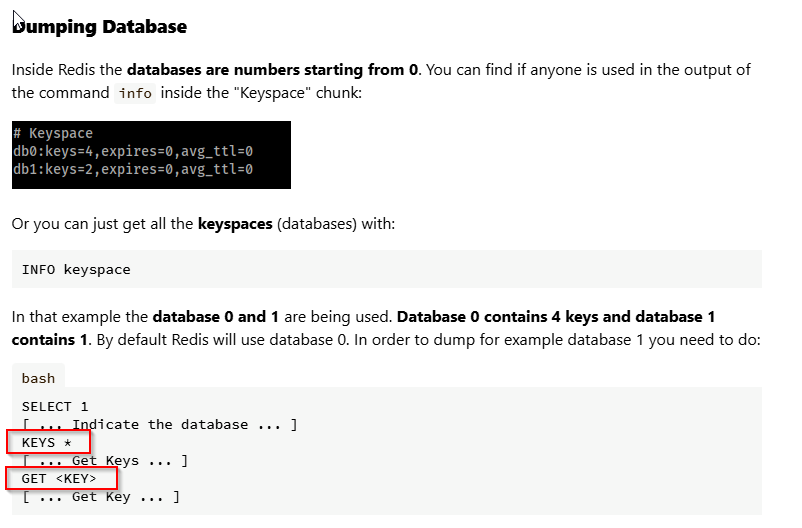 Dumping Database
Inside Redis the databases are numbers starting from 0. You can find if anyone is used in the output of
the command info inside the "Keyspace" chunk:
# Keyspace
db0:keys=4,expires=0,avg_ttl=0
db1:keys=2,expires=0,avg_ttl=0
Or you can just get all the keyspaces (databases) with:
INFO keyspace
In that example the database 0 and 1 are being used. Database 0 contains 4 keys and database 1
contains 1. By default Redis will use database 0. In order to dump for example database 1 you need to do:
bash
SELECT 1
[ ... Indicate the database ... ]
KEYS *
[ ... Get Keys ... ]
GET <KEY>
[ ... Get Key ... ]